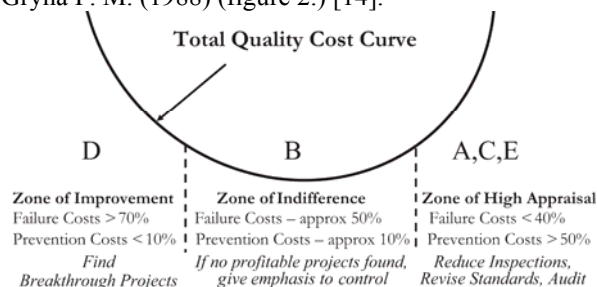 Gryna F. M. (1988) (figure 2.) [14].
Total Quality Cost Curve
D B A,C,E
Zone of Improvement Zone of Indifference Zone of High Appraisal
Failure Costs >70% Failure Costs – approx 50% Failure Costs <40%
Prevention Costs <10% Prevention Costs – approx 10% Prevention Costs >50%
Find If no profitable projects found, Reduce Inspections,
Breakthrough Projects give emphasis to control Revise Standards, Audit